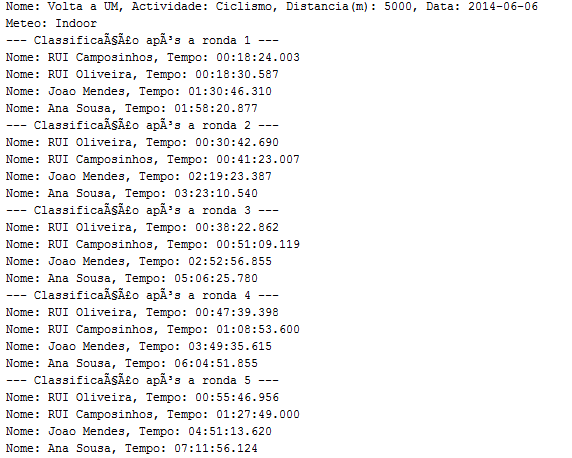 Nome: Volta a UM, Actividade: Ciclismo, Distancia(m): 5000, Data: 2014-06-06
Meteo: Indoor
--- ClassificaÃ§Ã£o apÃ³s a ronda 1 ---
Nome: RUI Camposinhos, Tempo: 00:18:24.003
Nome: RUI Oliveira, Tempo: 00:18:30.587
Nome: Joao Mendes, Tempo: 01:30:46.310
Nome: Ana Sousa, Tempo: 01:58:20.877
--- ClassificaÃ§Ã£o apÃ³s a ronda 2 ---
Nome: RUI Oliveira, Tempo: 00:30:42.690
Nome: RUI Camposinhos, Tempo: 00:41:23.007
Nome: Joao Mendes, Tempo: 02:19:23.387
Nome: Ana Sousa, Tempo: 03:23:10.540
--- ClassificaÃ§Ã£o apÃ³s a ronda 3 ---
Nome: RUI Oliveira, Tempo: 00:38:22.862
Nome: RUI Camposinhos, Tempo: 00:51:09.119
Nome: Joao Mendes, Tempo: 02:52:56.855
Nome: Ana Sousa, Tempo: 05:06:25.780
--- ClassificaÃ§Ã£o apÃ³s a ronda 4 ---
Nome: RUI Oliveira, Tempo: 00:47:39.398
Nome: RUI Camposinhos, Tempo: 01:08:53.600
Nome: Joao Mendes, Tempo: 03:49:35.615
Nome: Ana Sousa, Tempo: 06:04:51.855
--- ClassificaÃ§Ã£o apÃ³s a ronda 5 ---
Nome: RUI Oliveira, Tempo: 00:55:46.956
Nome: RUI Camposinhos, Tempo: 01:27:49.000
Nome: Joao Mendes, Tempo: 04:51:13.620
Nome: Ana Sousa, Tempo: 07:11:56.124